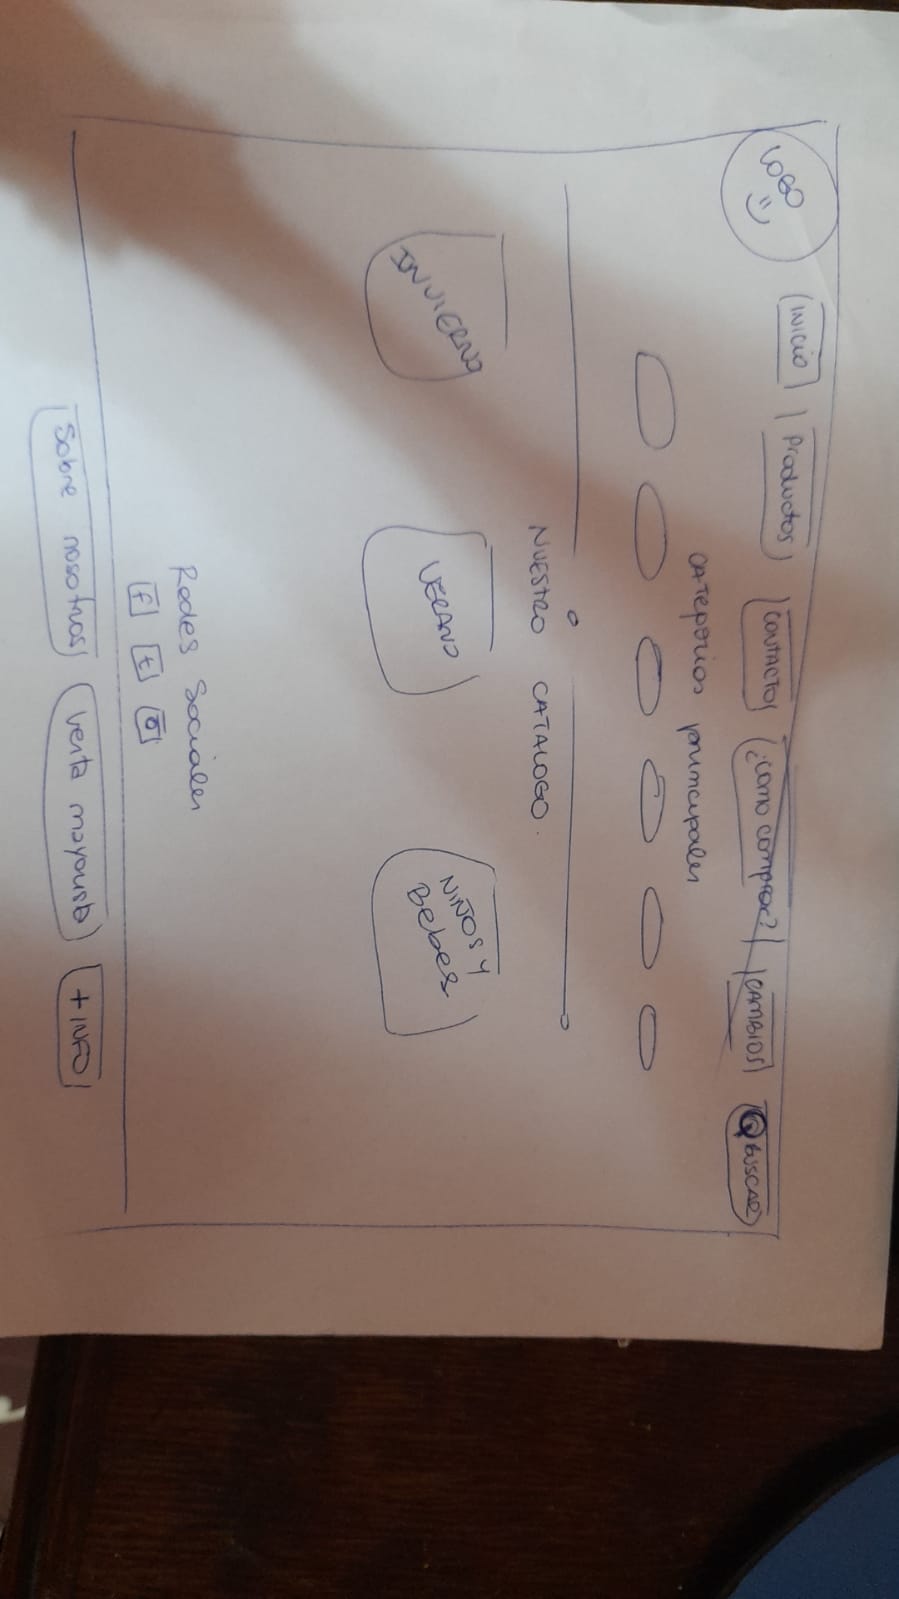 LOGO
INICIO
Productos
CONTACTO
¿como comprar?
CAMBIOS
BUSCAR
CATEgorias principales
NUESTRO CATALOGO.
INVIERNO
VERANO
NIÑOS Y
Bebes
Redes Sociales
f t
Sobre nosotros
Venta mayorista
+ INFO